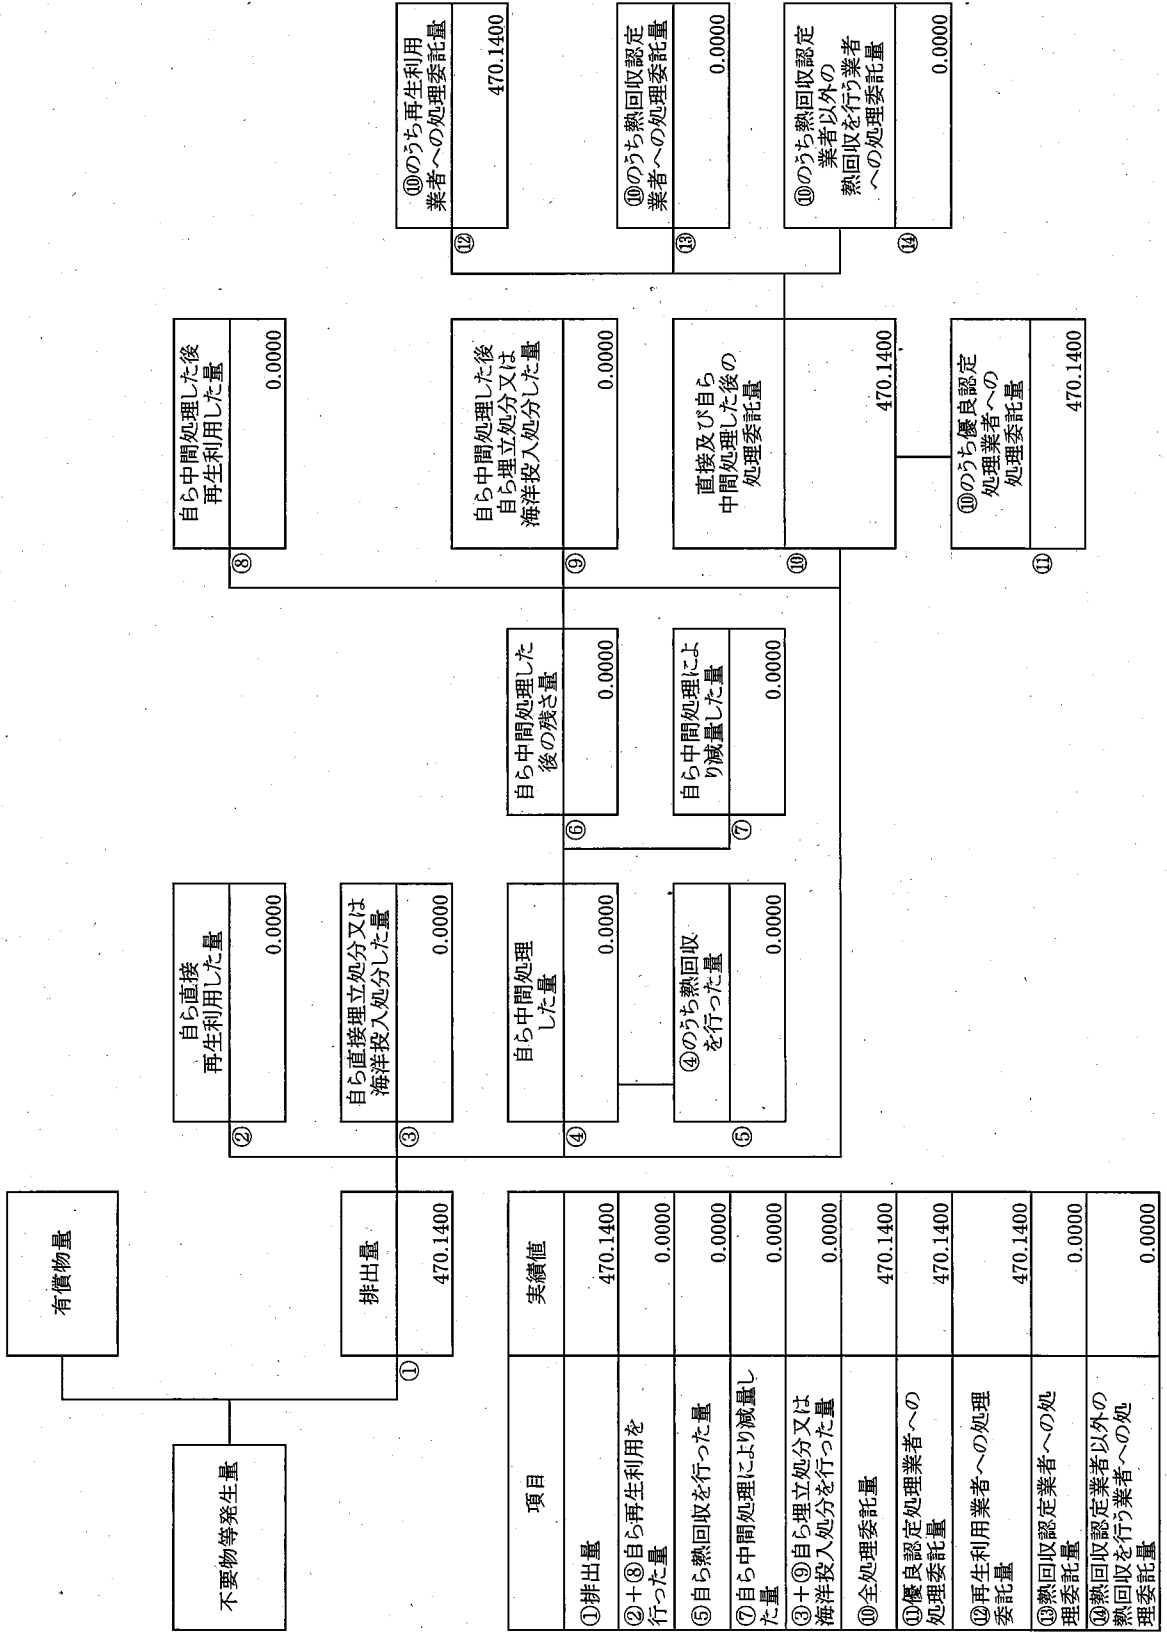 不要物等発生量
有償物量
排出量
①
470.1400
自ら直接
再生利用した量
②
0.0000
自ら直接埋立処分又は
海洋投入処分した量
③
0.0000
自ら中間処理
した量
④
0.0000
④のうち熱回収
を行った量
⑤
0.0000
自ら中間処理した
後の残さ量
⑥
0.0000
自ら中間処理によ
り減量した量
⑦
0.0000
自ら中間処理した後
再生利用した量
⑧
0.0000
自ら中間処理した後
自ら埋立処分又は
海洋投入処分した量
⑨
0.0000
直接及び自ら
中間処理した後の
処理委託量
⑩
470.1400
⑩のうち優良認定
処理業者への
処理委託量
⑪
470.1400
⑩のうち再生利用
業者への処理委託量
⑫
470.1400
⑩のうち熱回収認定
業者への処理委託量
⑬
0.0000
⑩のうち熱回収認定
業者以外の
熱回収を行う業者
への処理委託量
⑭
0.0000
項目
実績値
①排出量
470.1400
②+⑧自ら再生利用を
行った量
0.0000
⑤自ら熱回収を行った量
0.0000
⑦自ら中間処理により減量し
た量
0.0000
③+⑨自ら埋立処分又は
海洋投入処分を行った量
0.0000
⑩全処理委託量
470.1400
⑪優良認定処理業者への
処理委託量
470.1400
⑫再生利用業者への処理
委託量
470.1400
⑬熱回収認定業者への処
理委託量
0.0000
⑭熱回収認定業者以外の
熱回収を行う業者への処
理委託量
0.0000